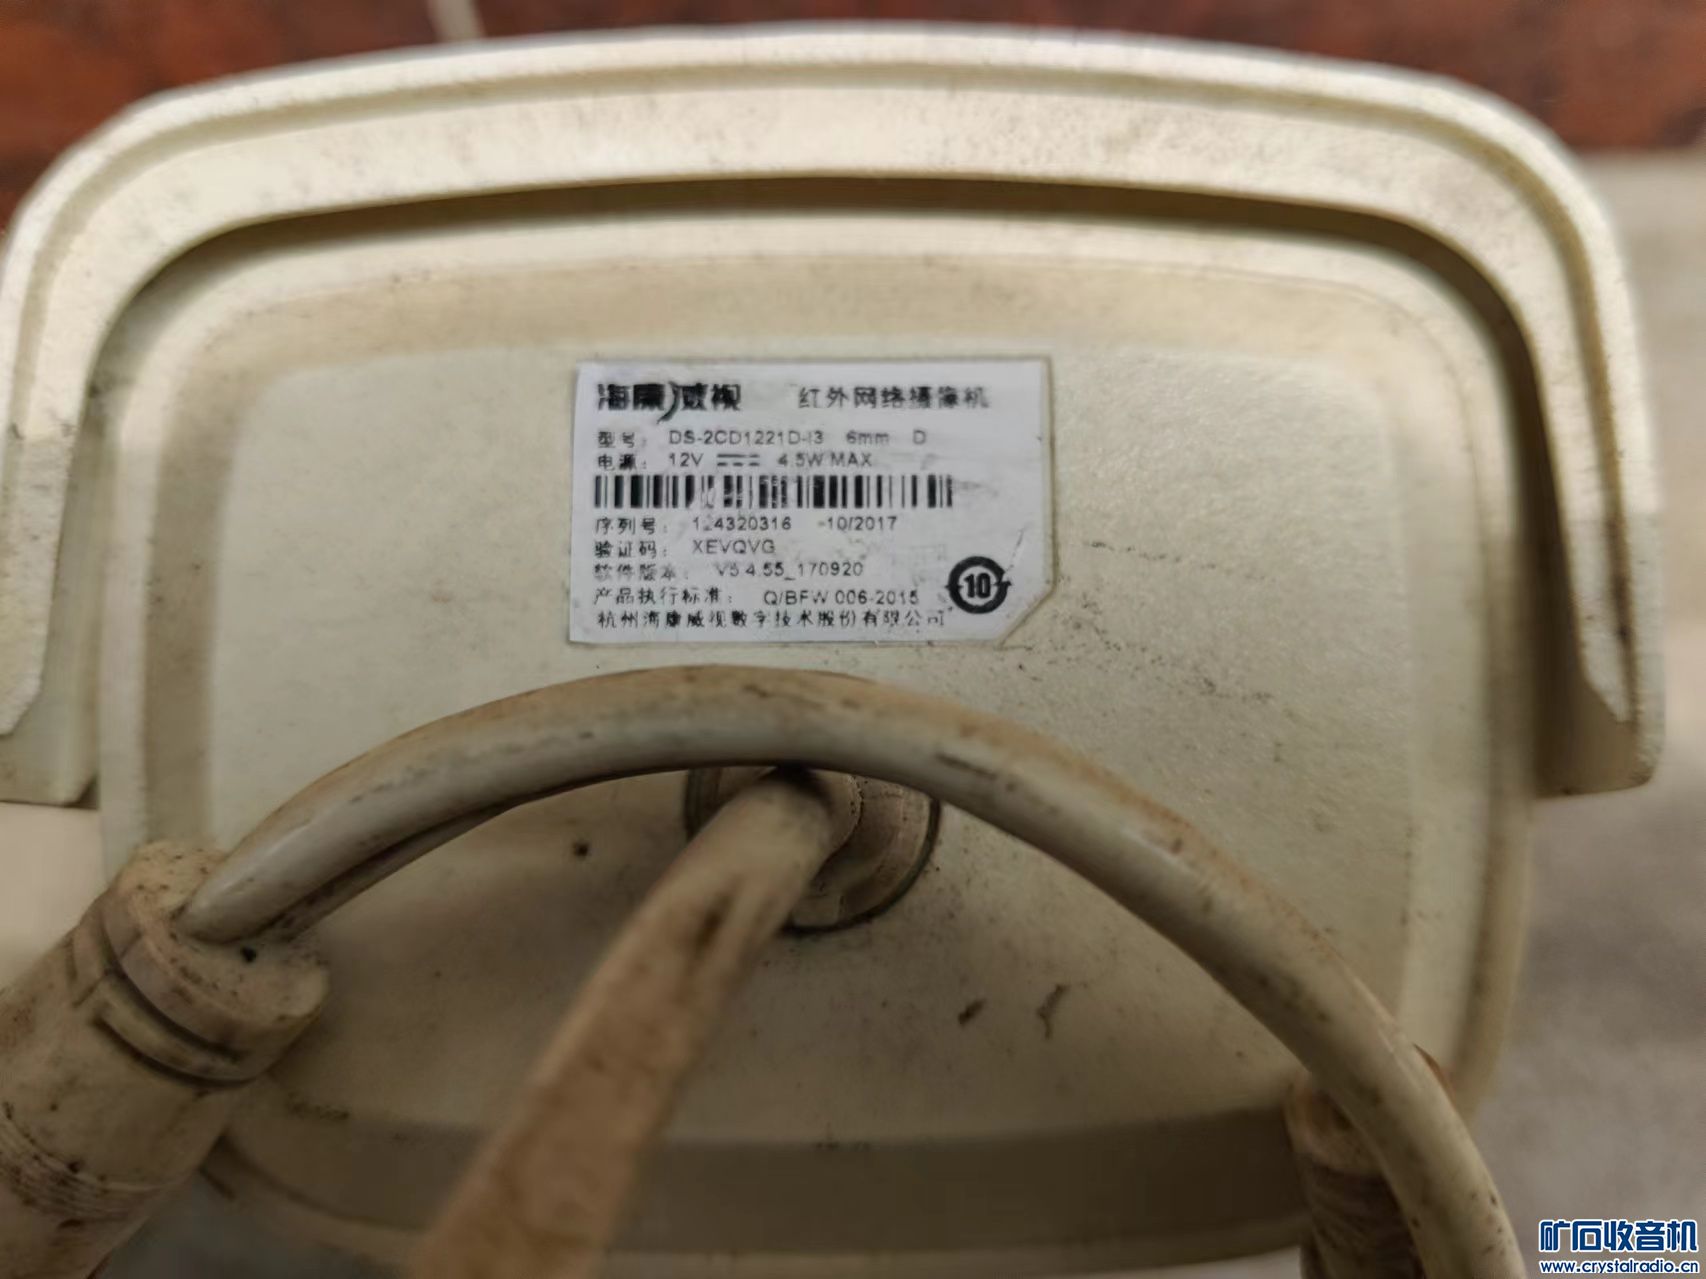 海康威视 红外网络摄像机
型号： DS-2CD1221D-I3 6mm D
电源： 12V 4.5W MAX
序列号： 124320316 -10/2017
验证码： XEVQVG
软件版本： V5.4.55_170920
产品执行标准： Q/BFW 006-2015
10
杭州海康威视数字技术股份有限公司
矿石收音机
www.crystalradio.cn